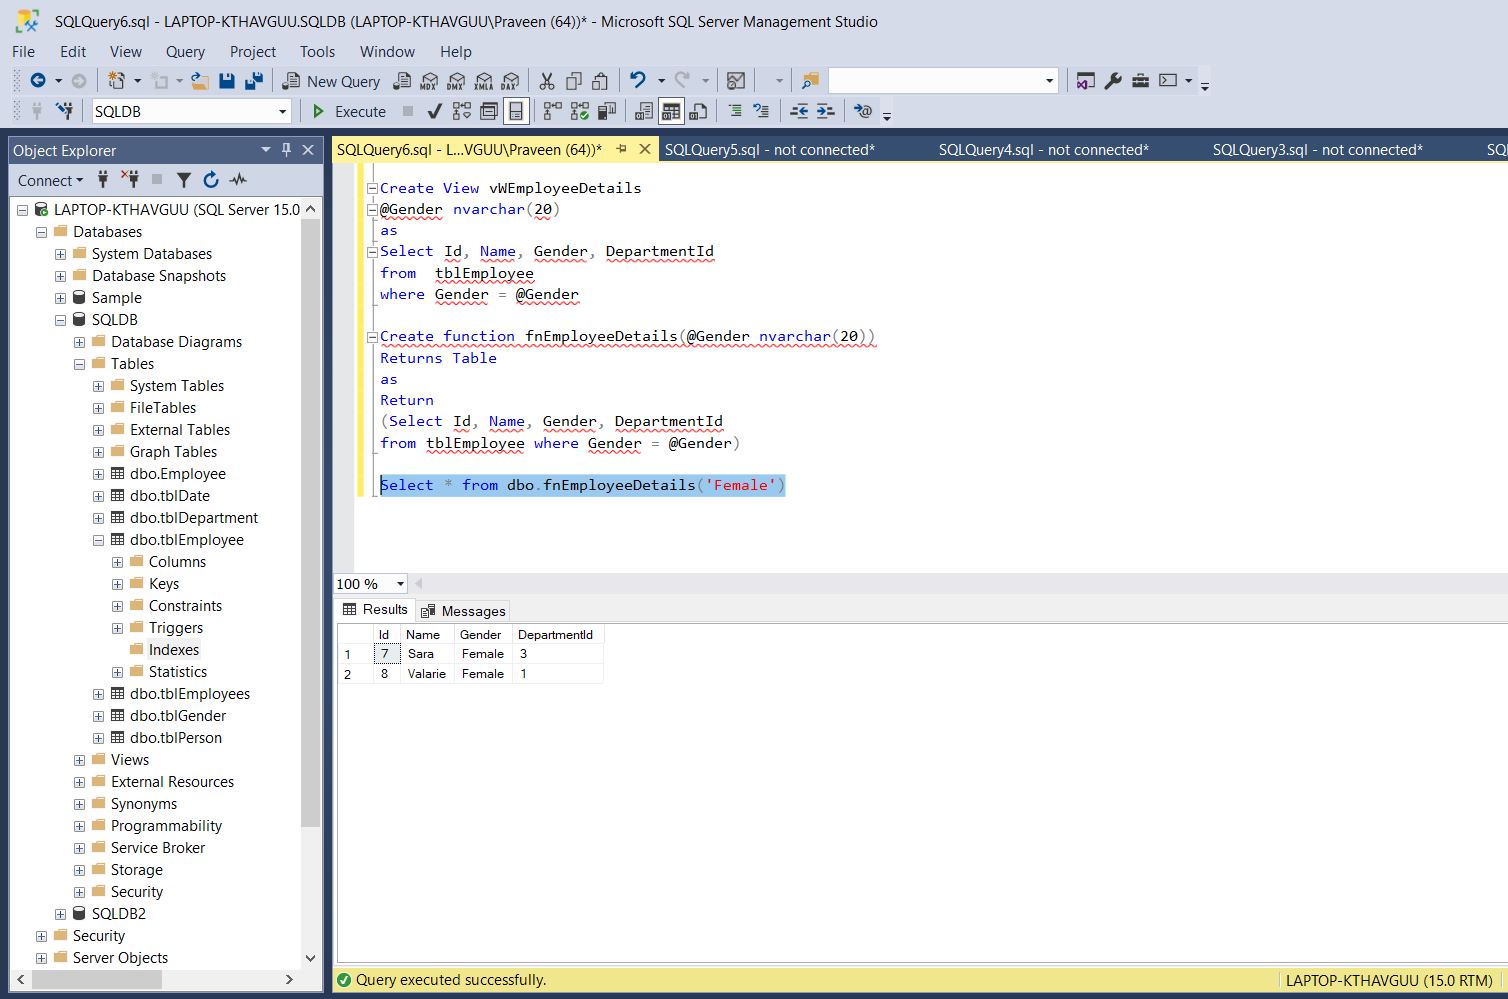 SQLQuery6.sql - LAPTOP-KTHAVGUU.SQLDB (LAPTOP-KTHAVGUU\Praveen (64))* - Microsoft SQL Server Management Studio
File Edit View Query Project Tools Window Help
New Query MDX DMX XMLA DAX
SQLDB Execute
Object Explorer
Connect
LAPTOP-KTHAVGUU (SQL Server 15.0
Databases
System Databases
Database Snapshots
Sample
SQLDB
Database Diagrams
Tables
System Tables
FileTables
External Tables
Graph Tables
dbo.Employee
dbo.tblDate
dbo.tblDepartment
dbo.tblEmployee
Columns
Keys
Constraints
Triggers
Indexes
Statistics
dbo.tblEmployees
dbo.tblGender
dbo.tblPerson
Views
External Resources
Synonyms
Programmability
Service Broker
Storage
Security
SQLDB2
Security
Server Objects
SQLQuery6.sql - L...VGUU\Praveen (64))* SQLQuery5.sql - not connected* SQLQuery4.sql - not connected* SQLQuery3.sql - not connected* SQ
Create View vWEmployeeDetails
@Gender nvarchar(20)
as
Select Id, Name, Gender, DepartmentId
from tblEmployee
where Gender = @Gender
Create function fnEmployeeDetails(@Gender nvarchar(20))
Returns Table
as
Return
(Select Id, Name, Gender, DepartmentId
from tblEmployee where Gender = @Gender)
Select * from dbo.fnEmployeeDetails('Female')
100 %
Results Messages
Id Name Gender DepartmentId
1 7 Sara Female 3
2 8 Valarie Female 1
Query executed successfully. LAPTOP-KTHAVGUU (15.0 RTM)